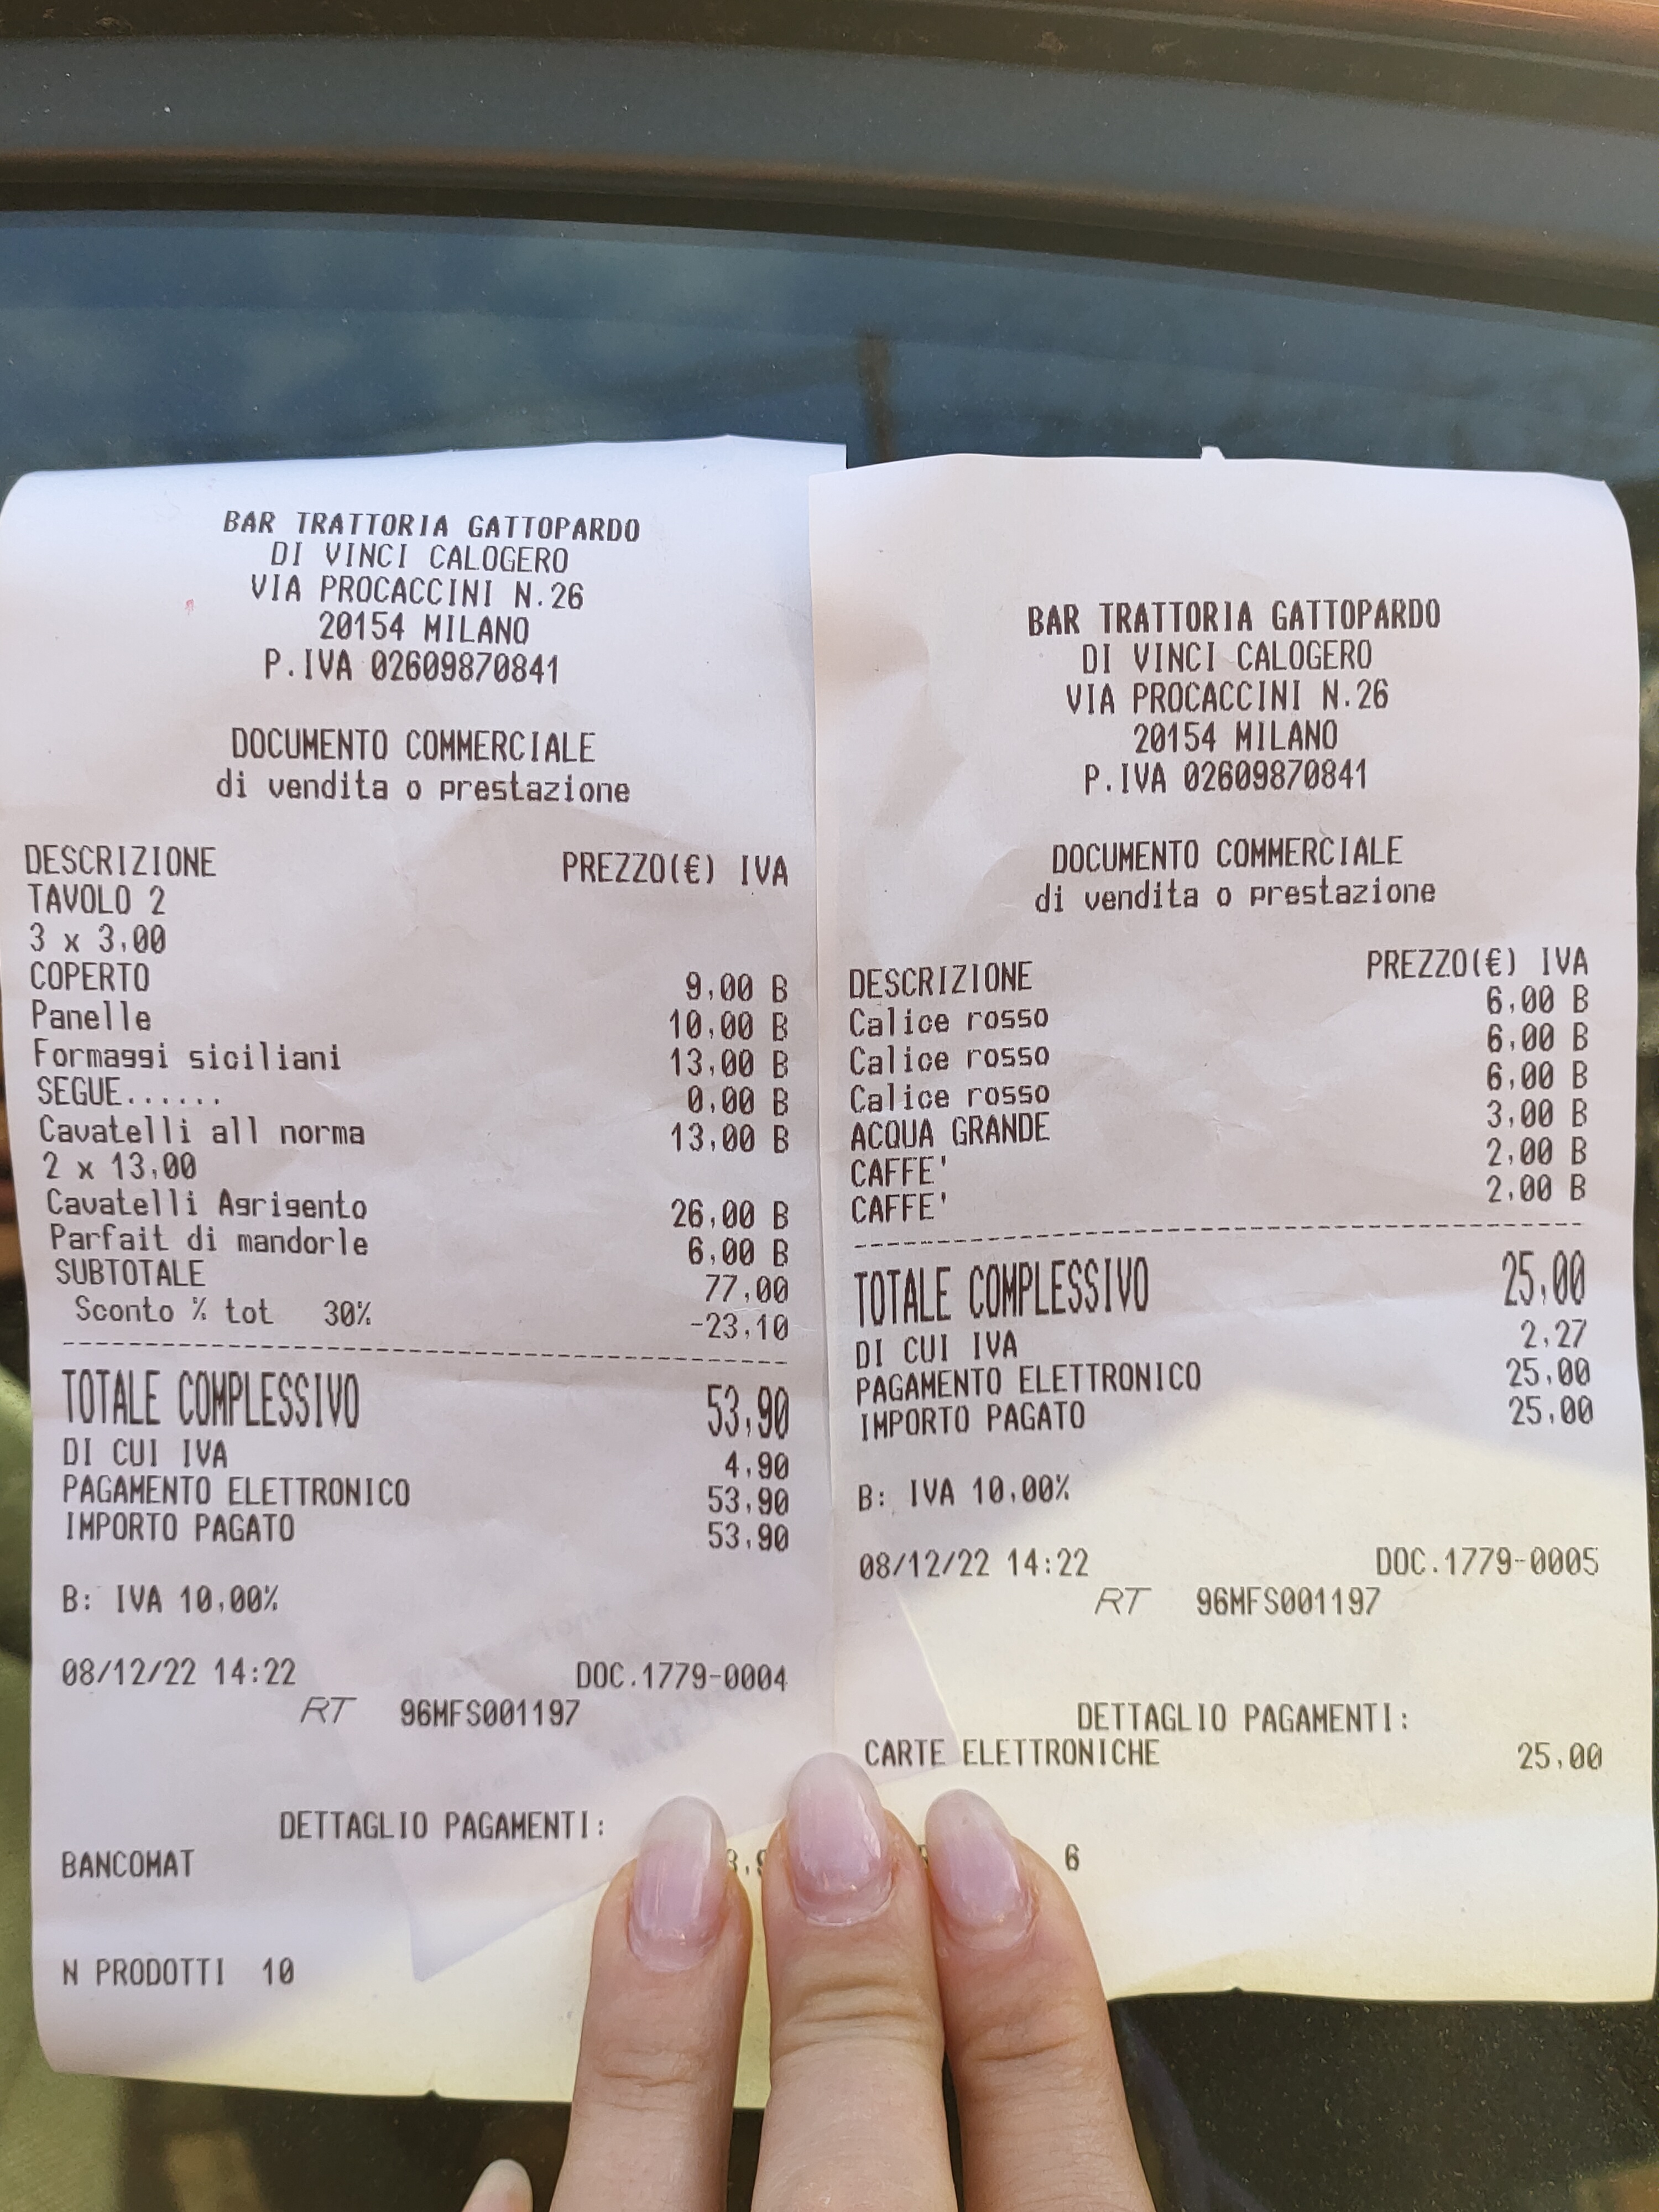 BAR TRATTORIA GATTOPARDO
DI VINCI CALOGERO
VIA PROCACCINI N.26
20154 MILANO
P.IVA 02609870841
DOCUMENTO COMMERCIALE
di vendita o prestazione
DESCRIZIONE PREZZO(€) IVA
TAVOLO 2
3 x 3,00
COPERTO 9,00 B
Panelle 10,00 B
Formaggi siciliani 13,00 B
SEGUE...... 0,00 B
Cavatelli all norma 13,00 B
2 x 13,00
Cavatelli Agrigento 26,00 B
Parfait di mandorle 6,00 B
SUBTOTALE 77,00
Sconto % tot 30% -23,10
TOTALE COMPLESSIVO 53,90
DI CUI IVA 4,90
PAGAMENTO ELETTRONICO 53,90
IMPORTO PAGATO 53,90
B: IVA 10,00%
08/12/22 14:22 DOC.1779-0004
RT 96MFS001197
DETTAGLIO PAGAMENTI:
BANCOMAT
N PRODOTTI 10
BAR TRATTORIA GATTOPARDO
DI VINCI CALOGERO
VIA PROCACCINI N.26
20154 MILANO
P.IVA 02609870841
DOCUMENTO COMMERCIALE
di vendita o prestazione
DESCRIZIONE PREZZO(€) IVA
Calice rosso 6,00 B
Calice rosso 6,00 B
Calice rosso 6,00 B
ACQUA GRANDE 3,00 B
CAFFE' 2,00 B
CAFFE' 2,00 B
TOTALE COMPLESSIVO 25,00
DI CUI IVA 2,27
PAGAMENTO ELETTRONICO 25,00
IMPORTO PAGATO 25,00
B: IVA 10,00%
08/12/22 14:22 DOC.1779-0005
RT 96MFS001197
DETTAGLIO PAGAMENTI:
CARTE ELETTRONICHE 25,00
6